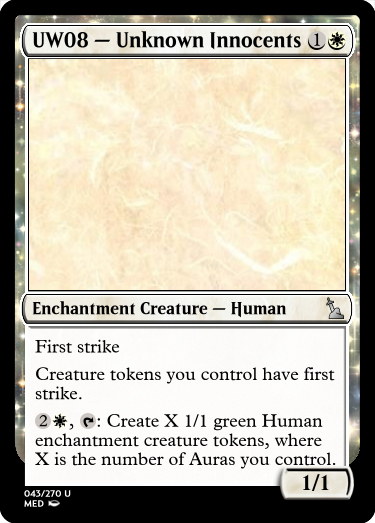 UW08 — Unknown Innocents 1
Enchantment Creature — Human
First strike
Creature tokens you control have first
strike.
2 , : Create X 1/1 green Human
enchantment creature tokens, where
X is the number of Auras you control.
1/1
043/270 U
MED